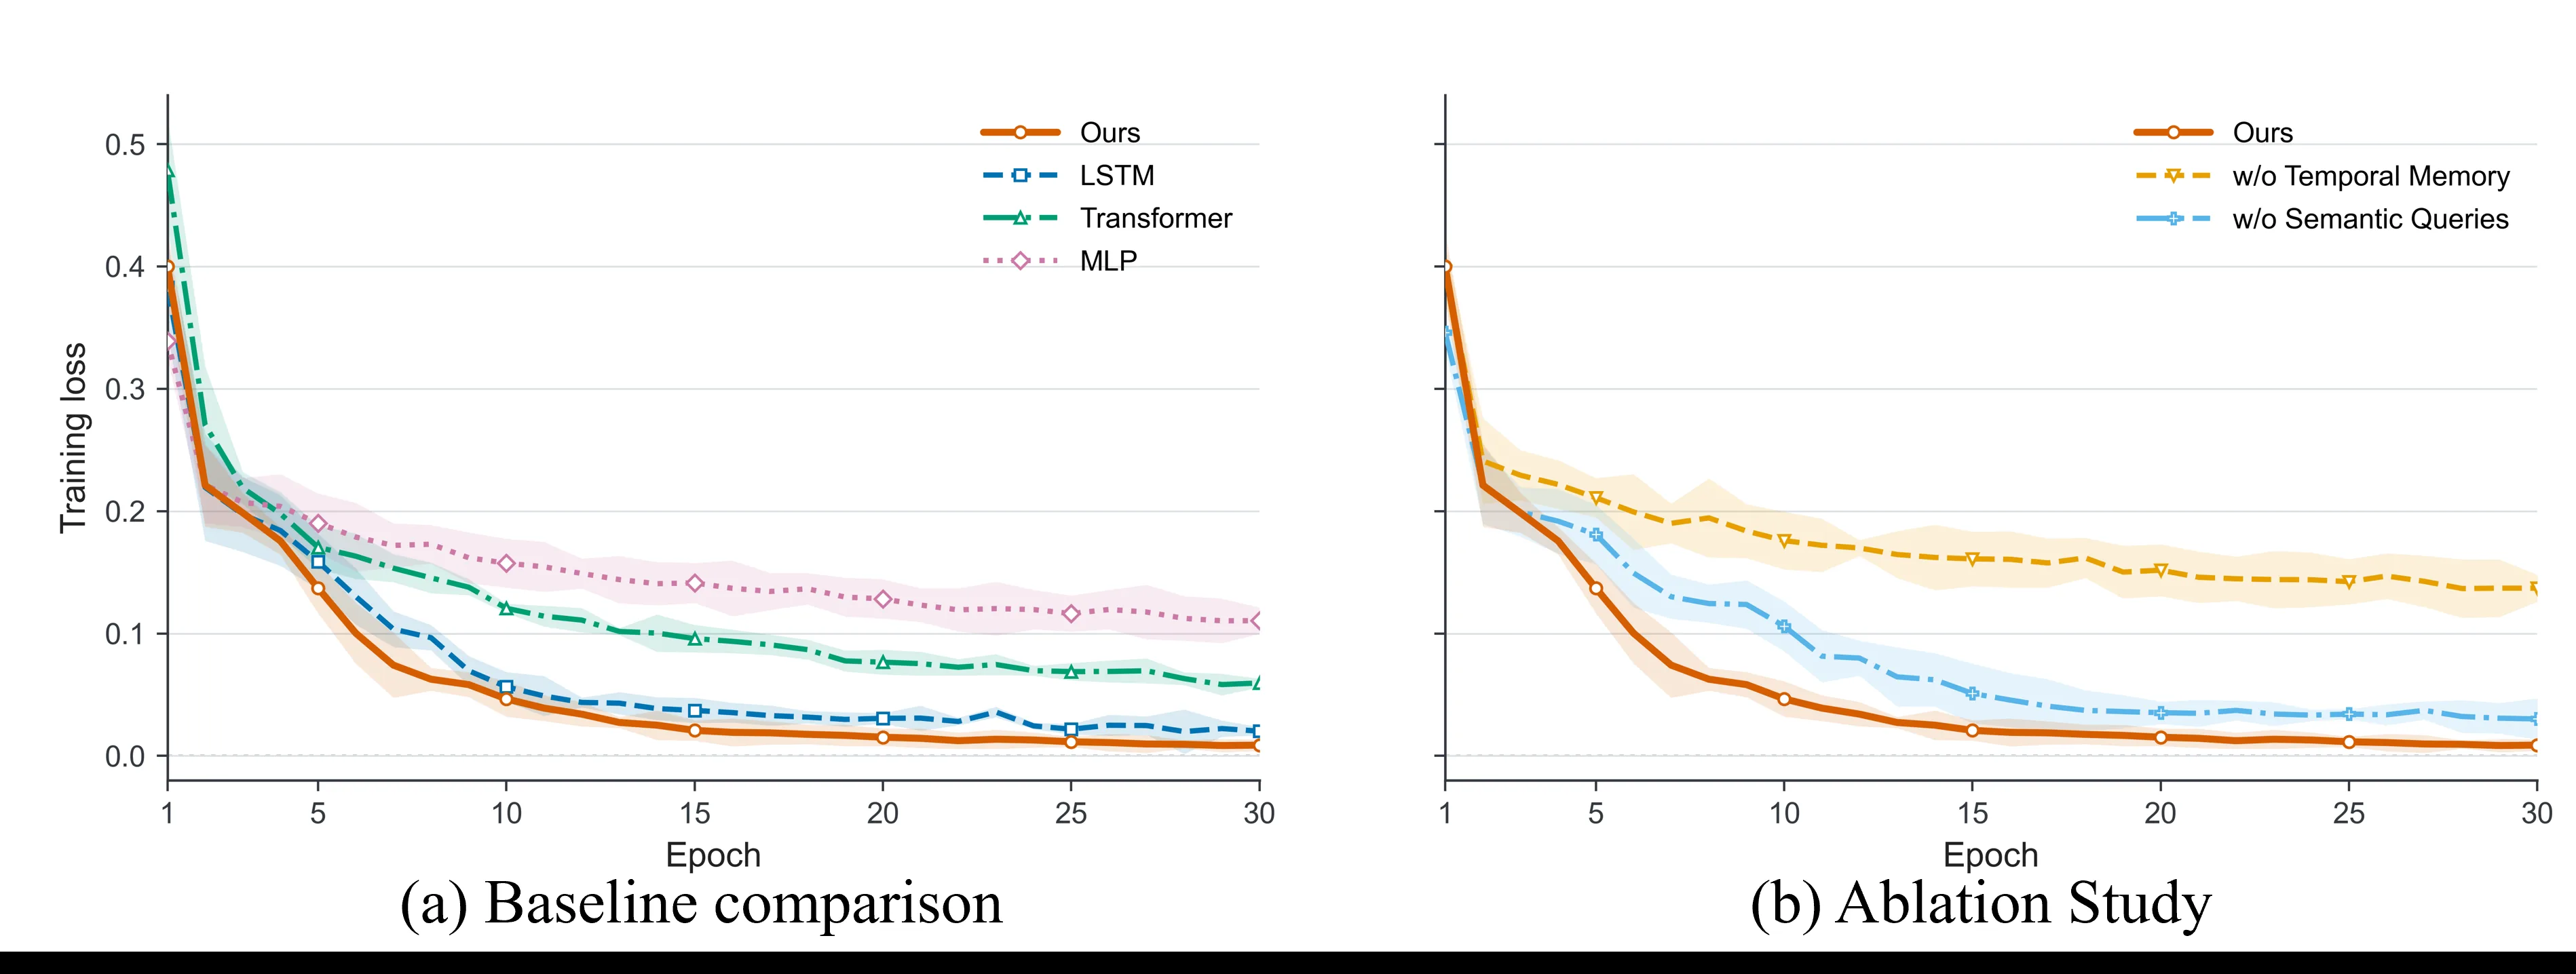 0.5
0.4
0.3
0.2
0.1
0.0
Training loss
1 5 10 15 20 25 30
Epoch
Ours
LSTM
Transformer
MLP
(a) Baseline comparison
Ours
w/o Temporal Memory
w/o Semantic Queries
1 5 10 15 20 25 30
Epoch
(b) Ablation Study